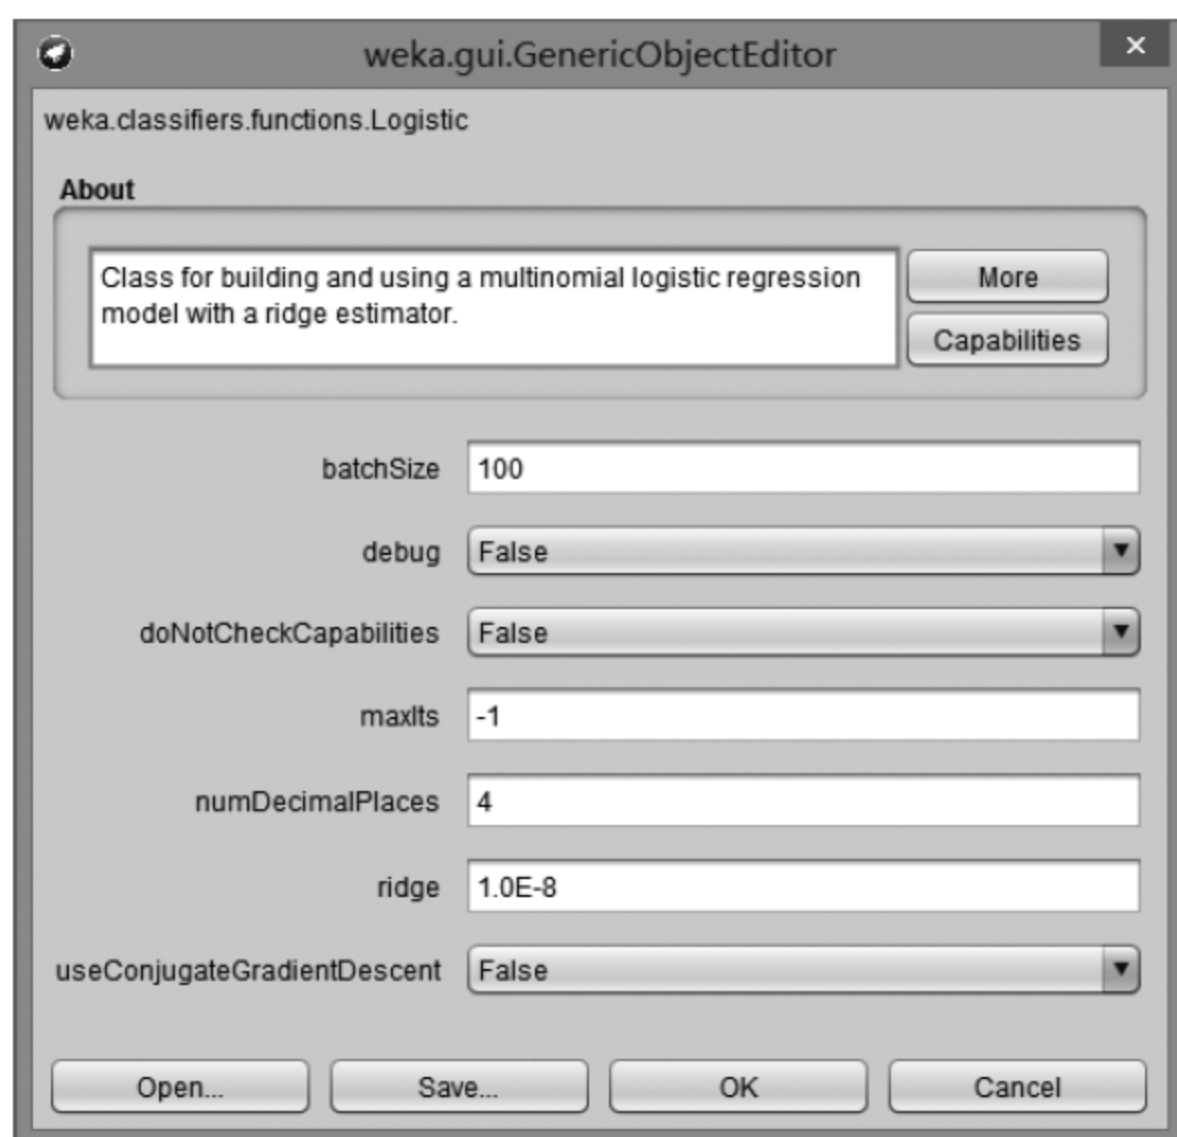 weka.gui.GenericObjectEditor
weka.classifiers.functions.Logistic
About
Class for building and using a multinomial logistic regression
model with a ridge estimator.
More
Capabilities
batchSize 100
debug False
doNotCheckCapabilities False
maxIts -1
numDecimalPlaces 4
ridge 1.0E-8
useConjugateGradientDescent False
Open... Save... OK Cancel